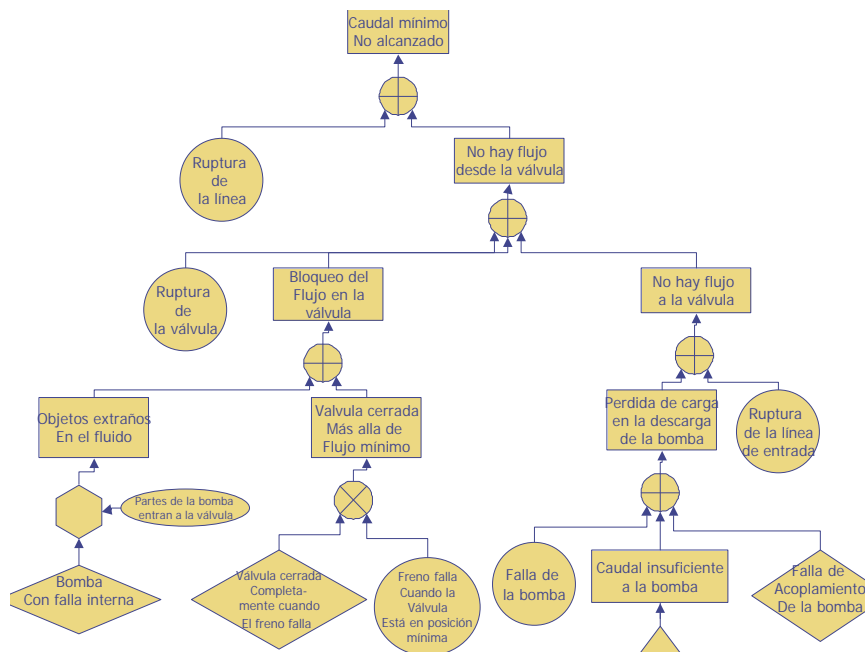 Caudal mínimo
No alcanzado
Ruptura
de
la línea
No hay flujo
desde la válvula
Ruptura
de
la válvula
Bloqueo del
Flujo en la
válvula
No hay flujo
a la válvula
Objetos extraños
En el fluido
Valvula cerrada
Más alla de
Flujo mínimo
Perdida de carga
en la descarga
de la bomba
Ruptura
de la línea
de entrada
Partes de la bomba
entran a la válvula
Bomba
Con falla interna
Válvula cerrada
Completa-
mente cuando
El freno falla
Freno falla
Cuando la
Válvula
Está en posición
mínima
Falla de
la bomba
Caudal insuficiente
a la bomba
Falla de
Acoplamiento
De la bomba